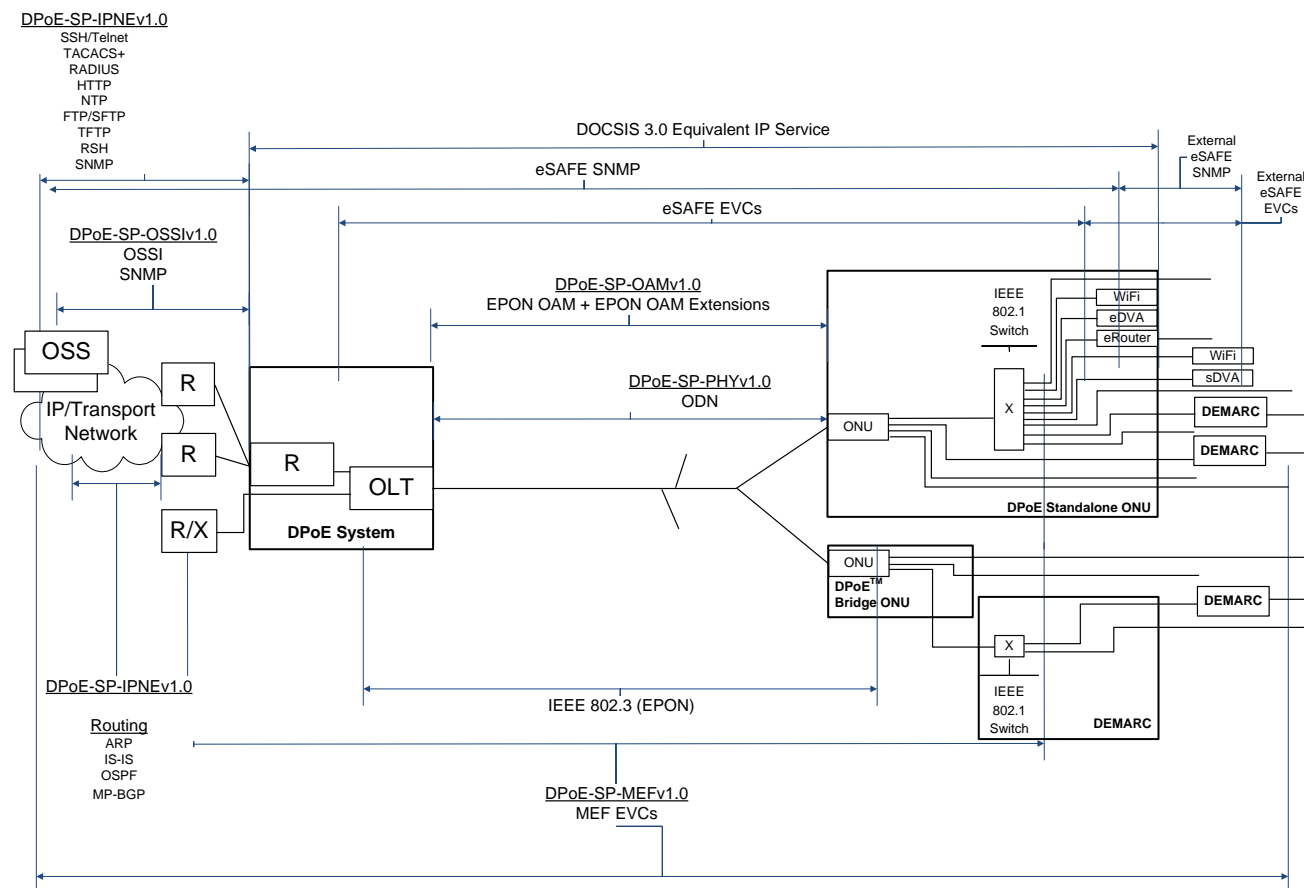 DPoE-SP-IPNEv1.0
SSH/Telnet
TACACS+
RADIUS
HTTP
NTP
FTP/SFTP
TFTP
RSH
SNMP
DOCSIS 3.0 Equivalent IP Service
External
eSAFE
SNMP
eSAFE SNMP
External
eSAFE
EVCs
eSAFE EVCs
DPoE-SP-OSSIv1.0
OSSI
SNMP
DPoE-SP-OAMv1.0
EPON OAM + EPON OAM Extensions
DPoE-SP-PHYv1.0
ODN
OSS
IP/Transport
Network
R
R
R/X
R
OLT
DPoE System
IEEE
802.1
Switch
WiFi
eDVA
eRouter
WiFi
sDVA
X
ONU
DEMARC
DEMARC
DPoE Standalone ONU
ONU
DPoE™
Bridge ONU
DEMARC
X
IEEE
802.1
Switch
DEMARC
DPoE-SP-IPNEv1.0
Routing
ARP
IS-IS
OSPF
MP-BGP
IEEE 802.3 (EPON)
DPoE-SP-MEFv1.0
MEF EVCs